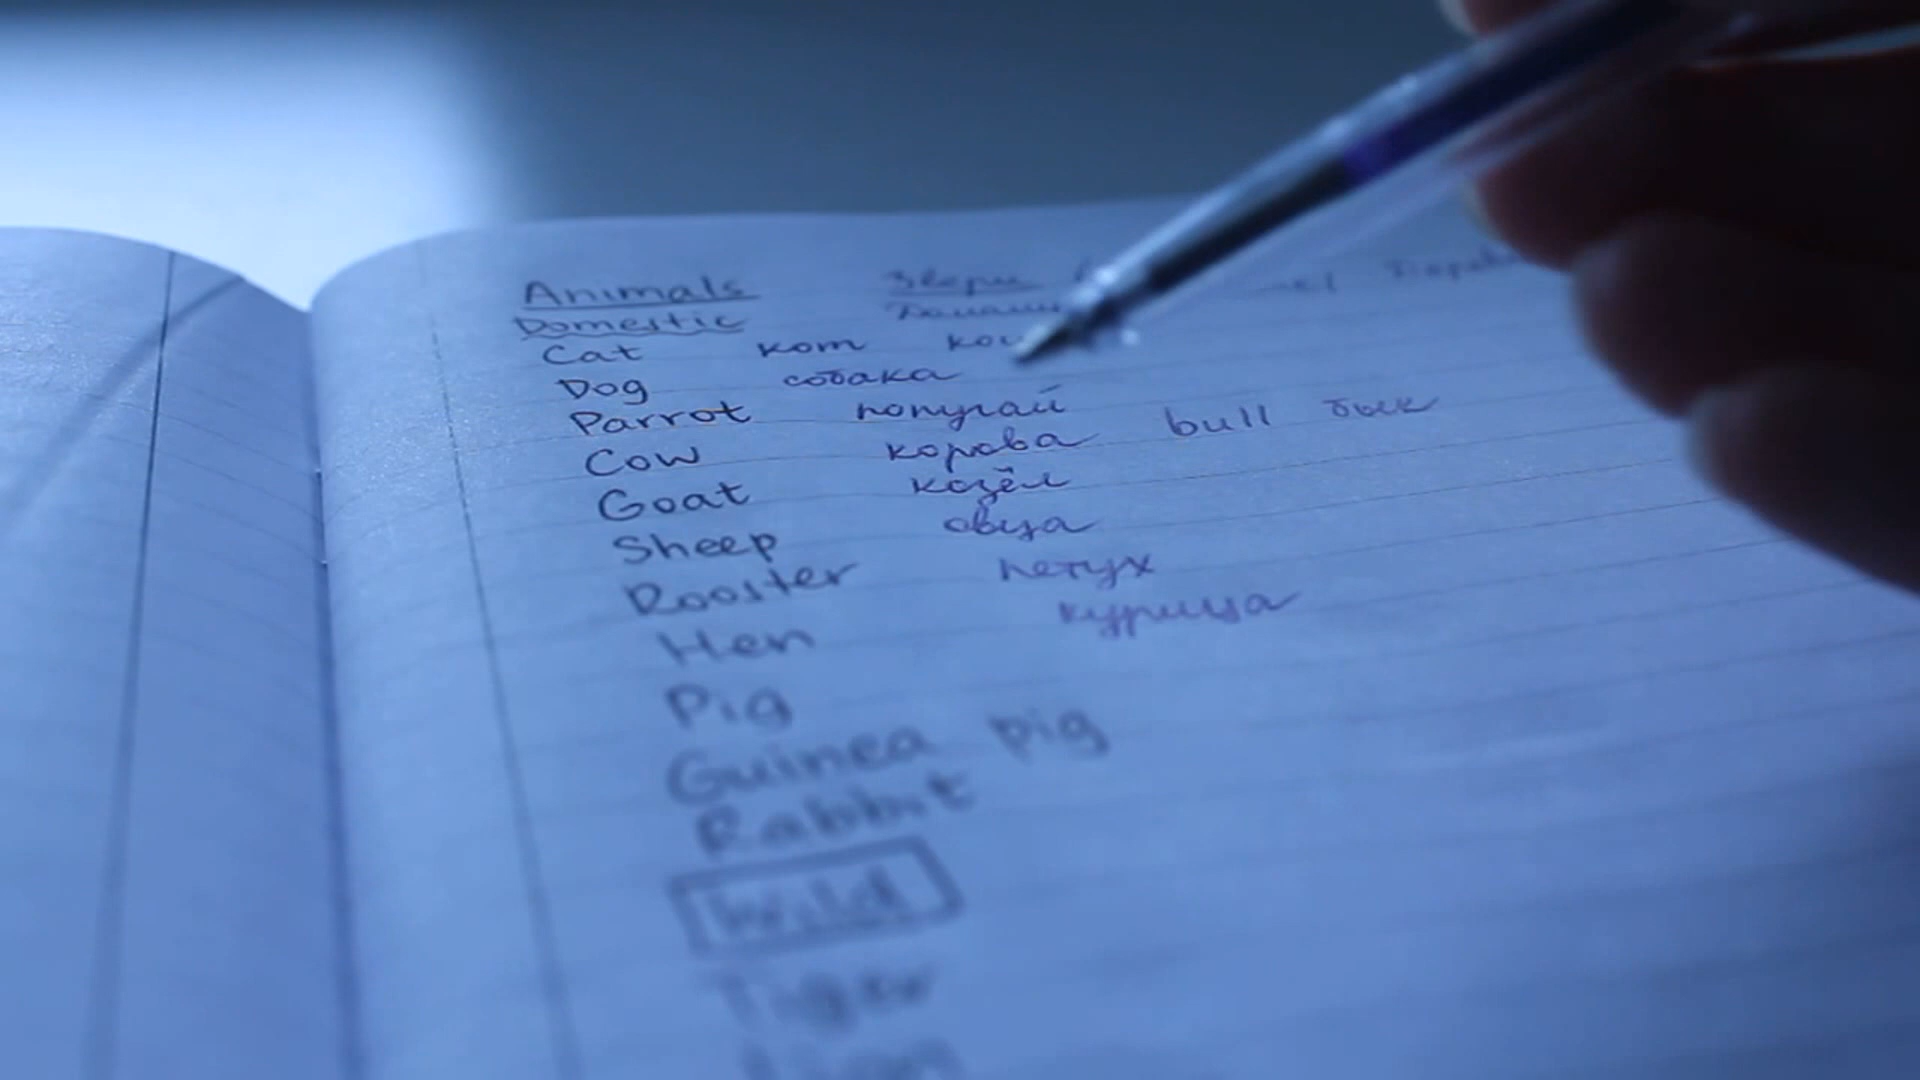 Animals Звери
Domestic
Cat кот
Dog собака
Parrot попугай
Cow корова bull бык
Goat козёл
Sheep овца
Rooster петух
Hen курица
Pig
Guinea pig
Rabbit
Wild
Tiger
Lion